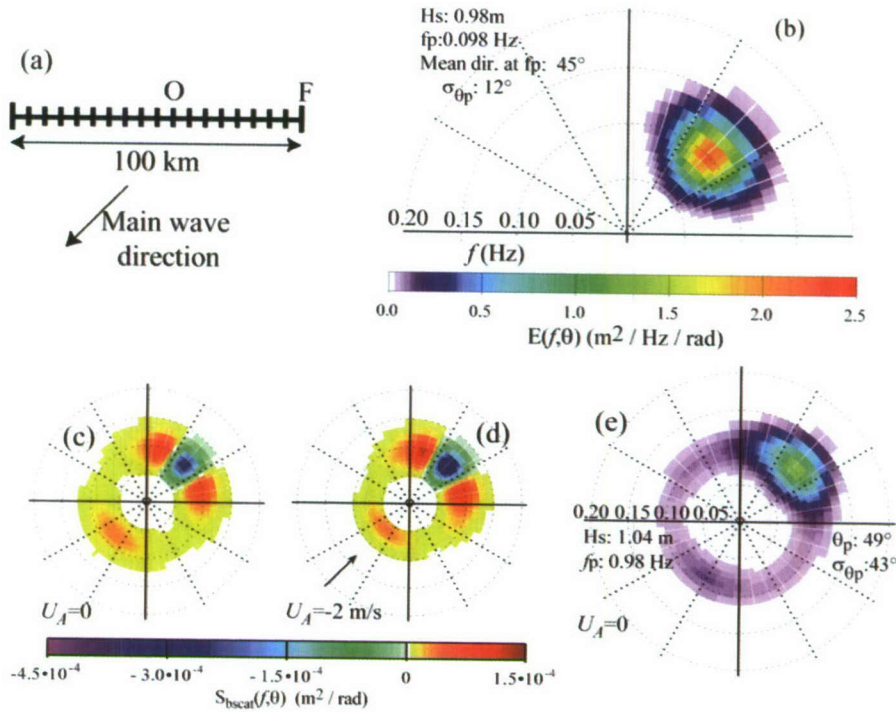 (a)
O
F
100 km
Main wave
direction
Hs: 0.98m
fp:0.098 Hz
Mean dir. at fp: 45°
σθp: 12°
(b)
0.20 0.15 0.10 0.05
f (Hz)
0.0 0.5 1.0 1.5 2.0 2.5
E(f,θ) (m2 / Hz / rad)
(c)
U_A=0
(d)
U_A=-2 m/s
-4.5•10-4 -3.0•10-4 -1.5•10-4 0 1.5•10-4
Sbscat(f,θ) (m2 / rad)
(e)
0.20 0.15 0.10 0.05
Hs: 1.04 m
fp: 0.98 Hz
θp: 49°
σθp:43°
U_A=0